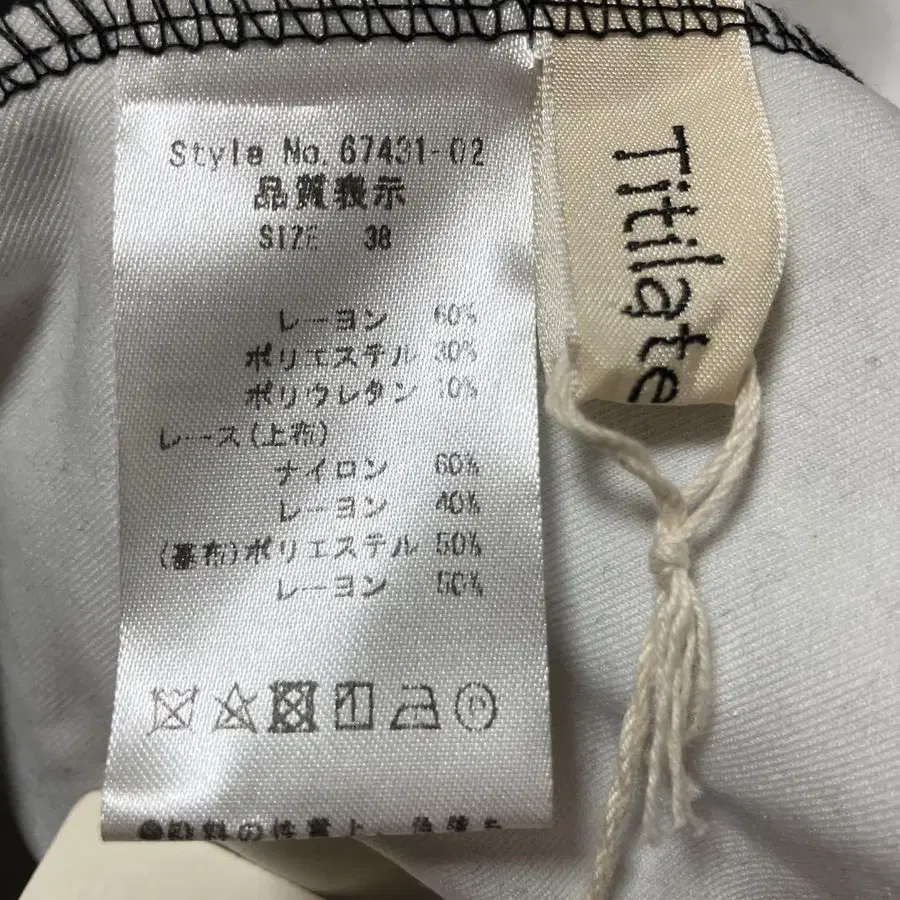 Style No. 67431-02
品質表示
SIZE 38
レーヨン 60%
ポリエステル 30%
ポリウレタン 10%
レース(上布)
ナイロン 60%
レーヨン 40%
(基布)ポリエステル 50%
レーヨン 50%
Titilate